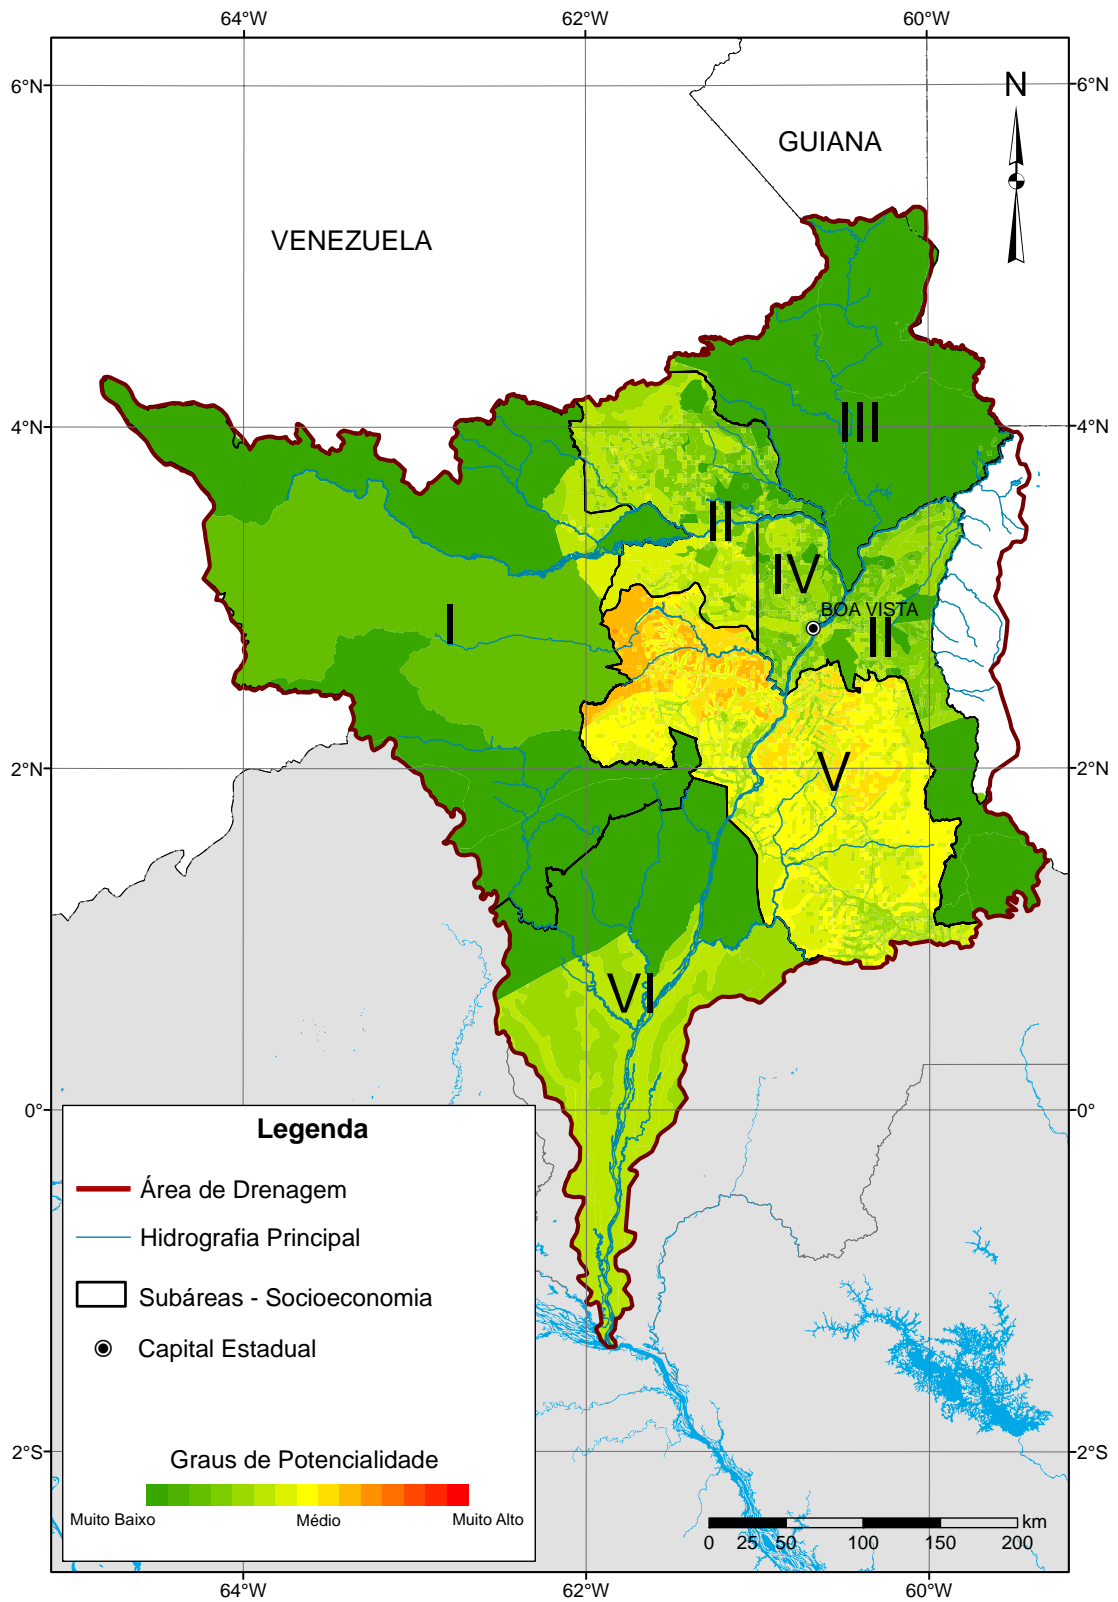 64°W 62°W 60°W
6°N 6°N
N
GUIANA
VENEZUELA
4°N 4°N
III
II
IV
BOA VISTA
I
II
2°N 2°N
V
VI
0° 0°
Legenda
Área de Drenagem
Hidrografia Principal
Subáreas - Socioeconomia
Capital Estadual
Graus de Potencialidade
Muito Baixo Médio Muito Alto
2°S 2°S
km
0 25 50 100 150 200
64°W 62°W 60°W